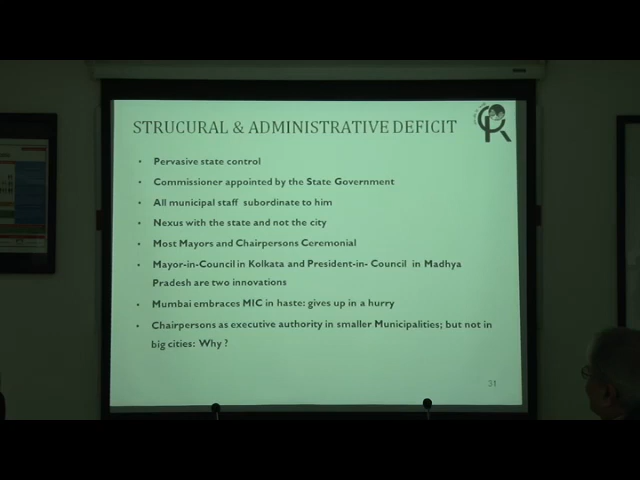 STRUCURAL & ADMINISTRATIVE DEFICIT
• Pervasive state control
• Commissioner appointed by the State Government
• All municipal staff subordinate to him
• Nexus with the state and not the city
• Most Mayors and Chairpersons Ceremonial
• Mayor-in-Council in Kolkata and President-in- Council in Madhya
Pradesh are two innovations
• Mumbai embraces MIC in haste: gives up in a hurry
• Chairpersons as executive authority in smaller Municipalities; but not in
big cities: Why ?
31